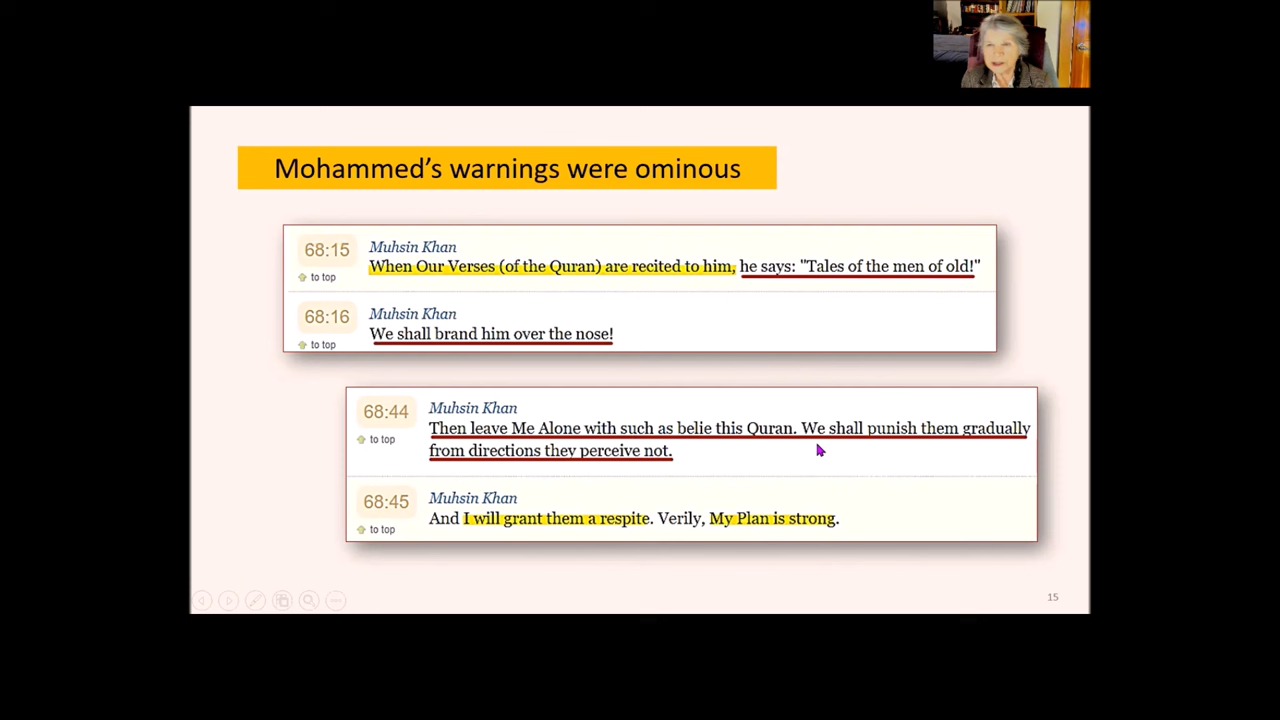 Mohammed's warnings were ominous
68:15
Muhsin Khan
When Our Verses (of the Quran) are recited to him, he says: "Tales of the men of old!"
to top
68:16
Muhsin Khan
We shall brand him over the nose!
to top
68:44
Muhsin Khan
Then leave Me Alone with such as belie this Quran. We shall punish them gradually
to top
from directions they perceive not.
68:45
Muhsin Khan
And I will grant them a respite. Verily, My Plan is strong.
to top
15